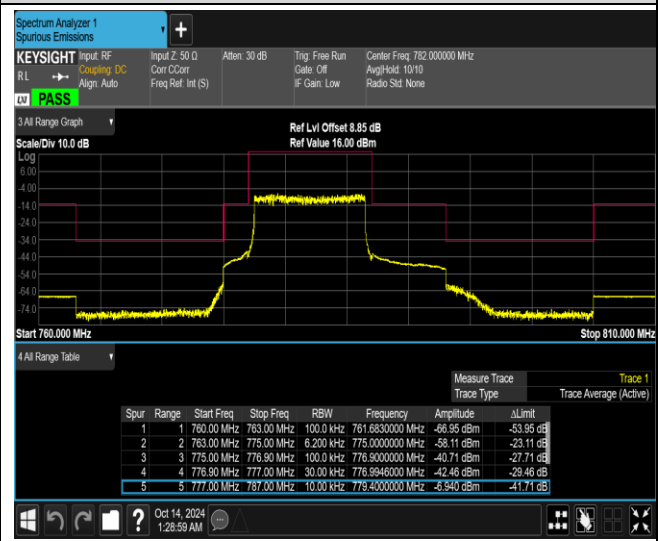 Spectrum Analyzer 1
Spurious Emissions
+
KEYSIGHT Input: RF Input Z: 50 Ω Atten: 30 dB Trig: Free Run Center Freq: 782.000000 MHz
RL Coupling: DC Corr CCorr Gate: Off Avg|Hold: 10/10
Align: Auto Freq Ref: Int (S) IF Gain: Low Radio Std: None
LXI PASS
3 All Range Graph
Ref Lvl Offset 8.85 dB
Scale/Div 10.0 dB Ref Value 16.00 dBm
Log
6.00
-4.00
-14.0
-24.0
-34.0
-44.0
-54.0
-64.0
-74.0
Start 760.000 MHz Stop 810.000 MHz
4 All Range Table
Measure Trace Trace 1
Trace Type Trace Average (Active)
Spur Range Start Freq Stop Freq RBW Frequency Amplitude ΔLimit
1 1 760.00 MHz 763.00 MHz 100.0 kHz 761.6830000 MHz -66.95 dBm -53.95 dB
2 2 763.00 MHz 775.00 MHz 6.200 kHz 775.0000000 MHz -58.11 dBm -23.11 dB
3 3 775.00 MHz 776.90 MHz 100.0 kHz 776.9000000 MHz -40.71 dBm -27.71 dB
4 4 776.90 MHz 777.00 MHz 30.00 kHz 776.9946000 MHz -42.46 dBm -29.46 dB
5 5 777.00 MHz 787.00 MHz 10.00 kHz 779.4000000 MHz -6.940 dBm -41.71 dB
? Oct 14, 2024
1:28:59 AM